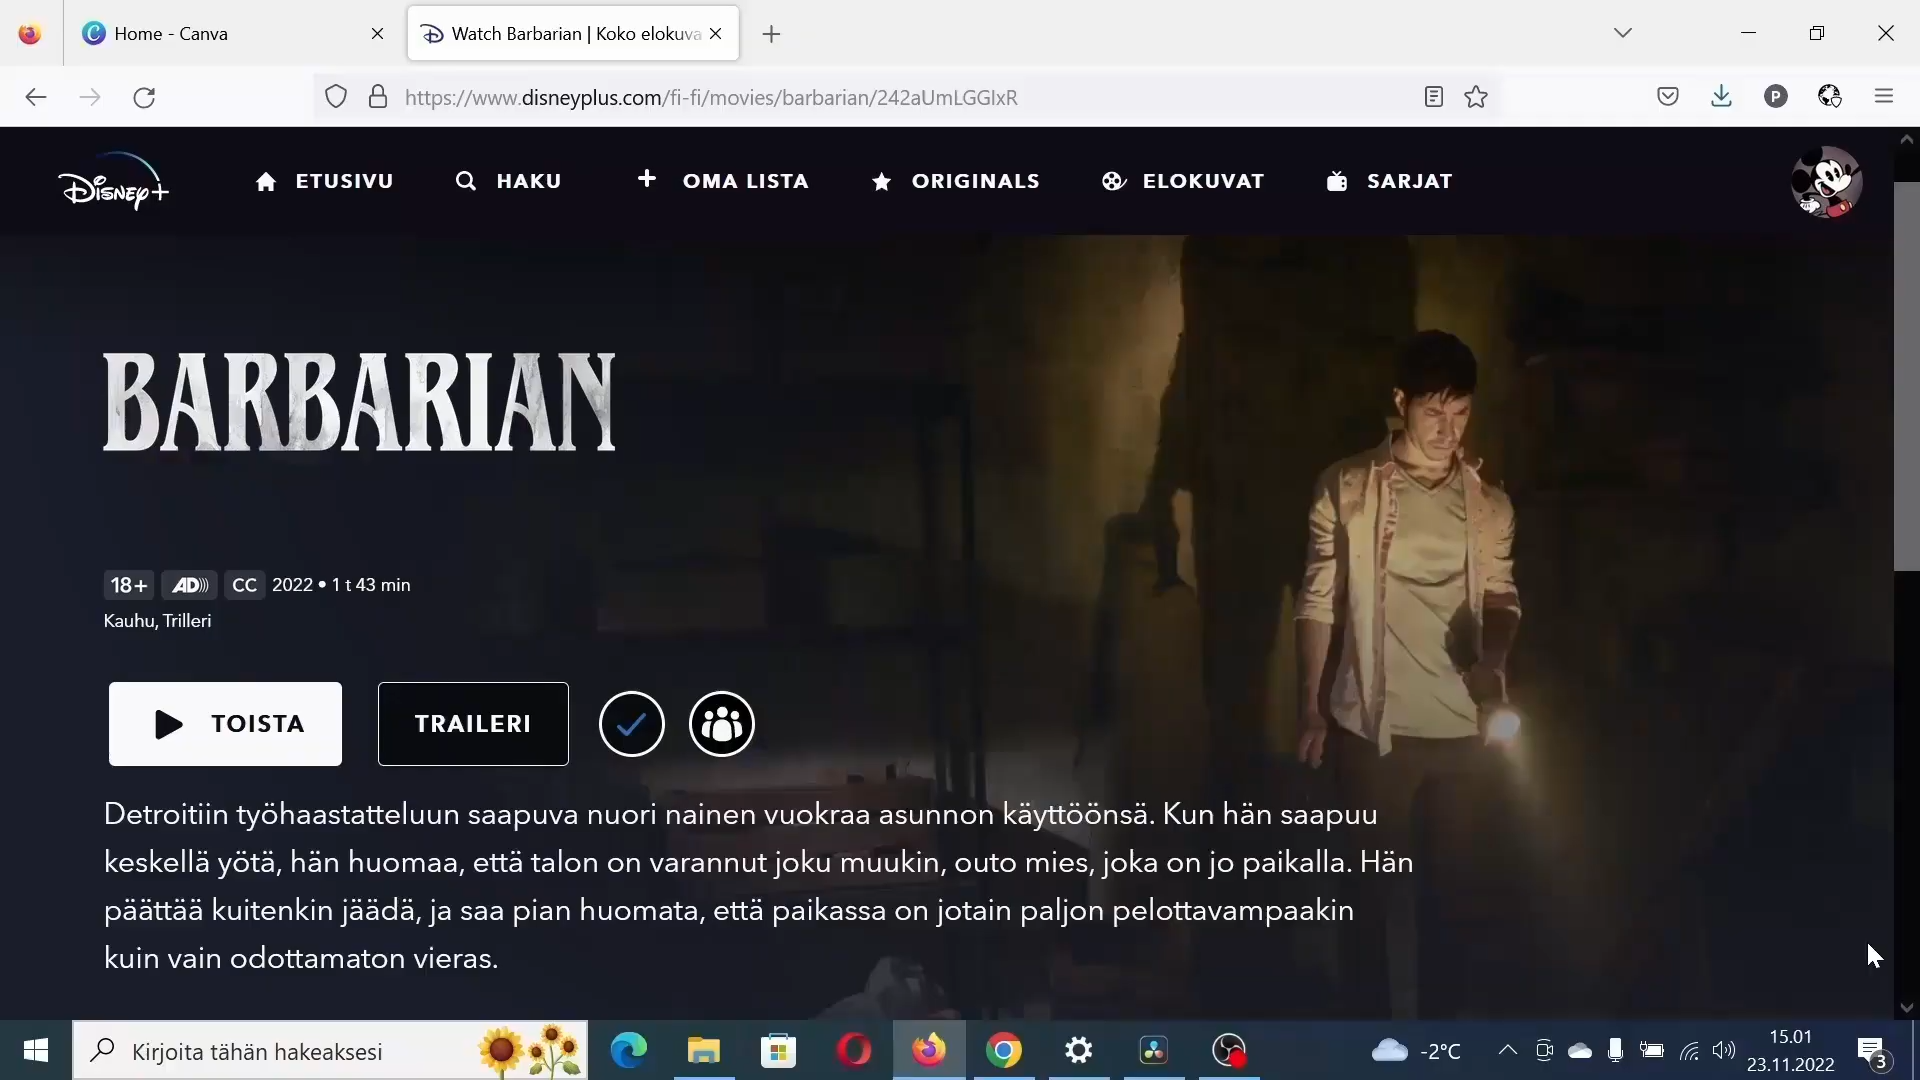 Home - Canva
Watch Barbarian | Koko elokuva
https://www.disneyplus.com/fi-fi/movies/barbarian/242aUmLGGIxR
P
Disney+
ETUSIVU
HAKU
OMA LISTA
ORIGINALS
ELOKUVAT
SARJAT
BARBARIAN
18+ AD CC 2022 • 1 t 43 min
Kauhu, Trilleri
TOISTA
TRAILERI
Detroitiin työhaastatteluun saapuva nuori nainen vuokraa asunnon käyttöönsä. Kun hän saapuu
keskellä yötä, hän huomaa, että talon on varannut joku muukin, outo mies, joka on jo paikalla. Hän
päättää kuitenkin jäädä, ja saa pian huomata, että paikassa on jotain paljon pelottavampaakin
kuin vain odottamaton vieras.
Kirjoita tähän hakeaksesi
-2°C
15.01
23.11.2022
3